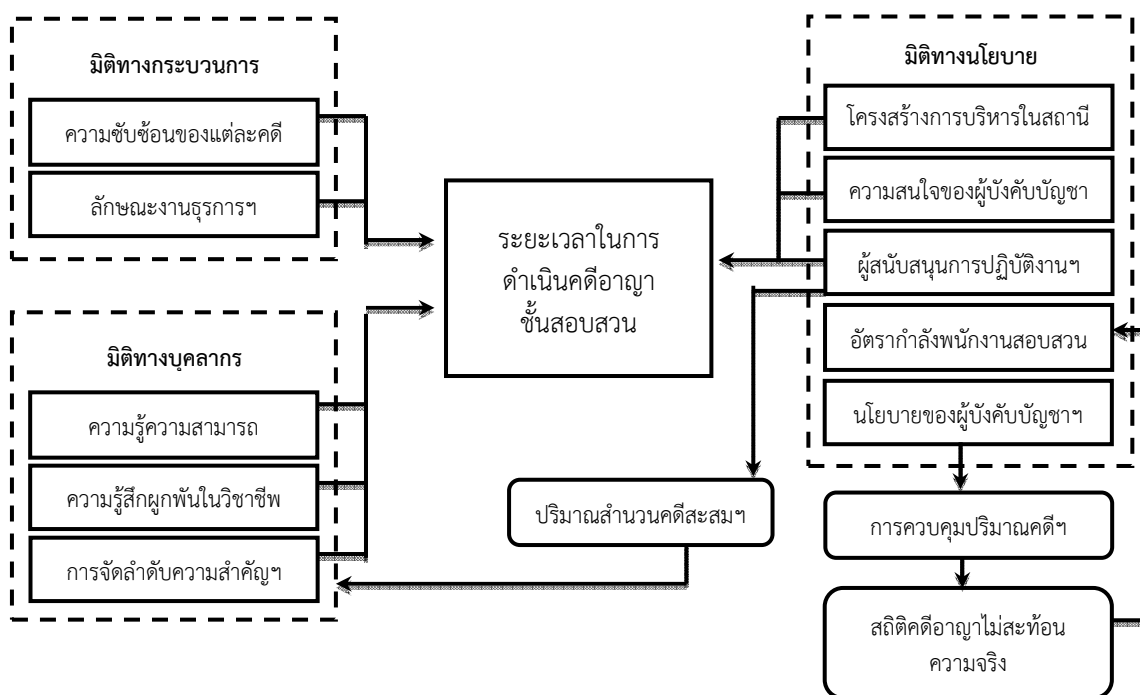 มิติทางกระบวนการ
ความซับซ้อนของแต่ละคดี
ลักษณะงานธุรการฯ
มิติทางบุคลากร
ความรู้ความสามารถ
ความรู้สึกผูกพันในวิชาชีพ
การจัดลำดับความสำคัญฯ
ระยะเวลาในการ
ดำเนินคดีอาญา
ชั้นสอบสวน
ปริมาณสำนวนคดีสะสมฯ
มิติทางนโยบาย
โครงสร้างการบริหารในสถานี
ความสนใจของผู้บังคับบัญชา
ผู้สนับสนุนการปฏิบัติงานฯ
อัตรากำลังพนักงานสอบสวน
นโยบายของผู้บังคับบัญชาฯ
การควบคุมปริมาณคดีฯ
สถิติคดีอาญาไม่สะท้อน
ความจริง